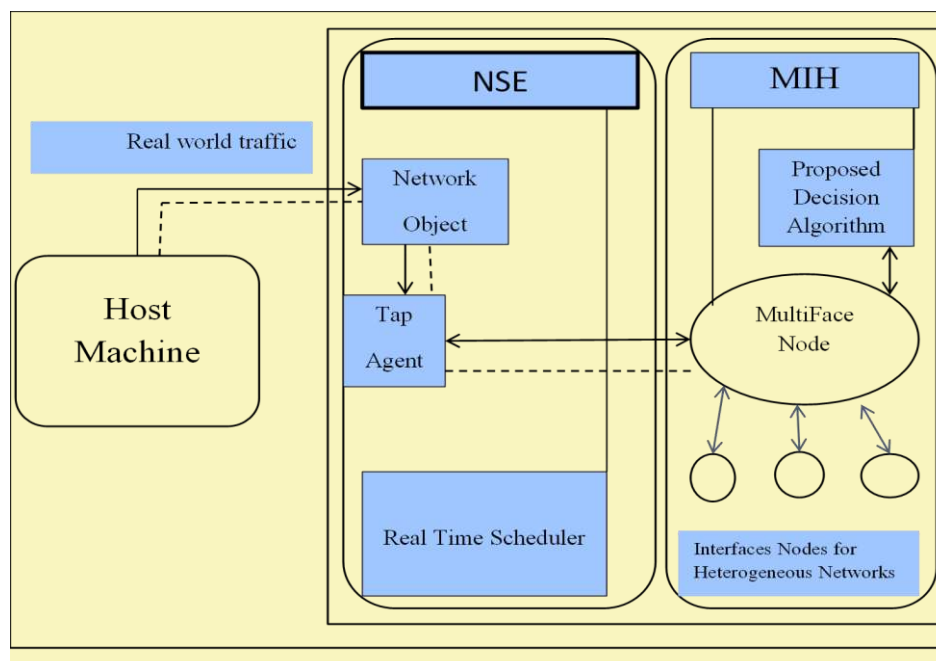 NSE
MIH
Real world traffic
Network
Object
Proposed
Decision
Algorithm
Host
Machine
Tap
Agent
MultiFace
Node
Real Time Scheduler
Interfaces Nodes for
Heterogeneous Networks